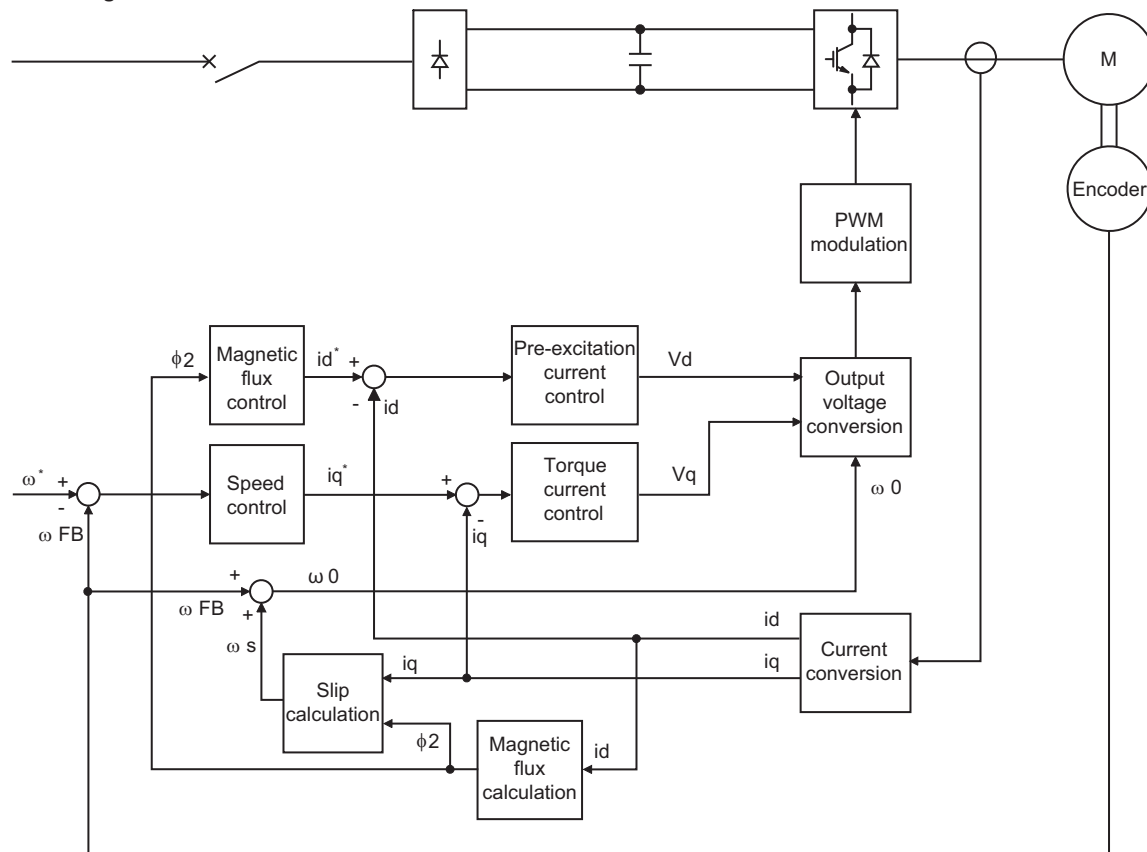 M
Encoder
PWM
modulation
Magnetic
flux
control
Pre-excitation
current
control
Output
voltage
conversion
ϕ2
id*
+
-
id
Vd
ω*
+
-
ω FB
Speed
control
iq*
+
-
iq
Torque
current
control
Vq
ω 0
+
ω FB
+
ω 0
ω s
id
iq
Current
conversion
Slip
calculation
iq
ϕ2
Magnetic
flux
calculation
id